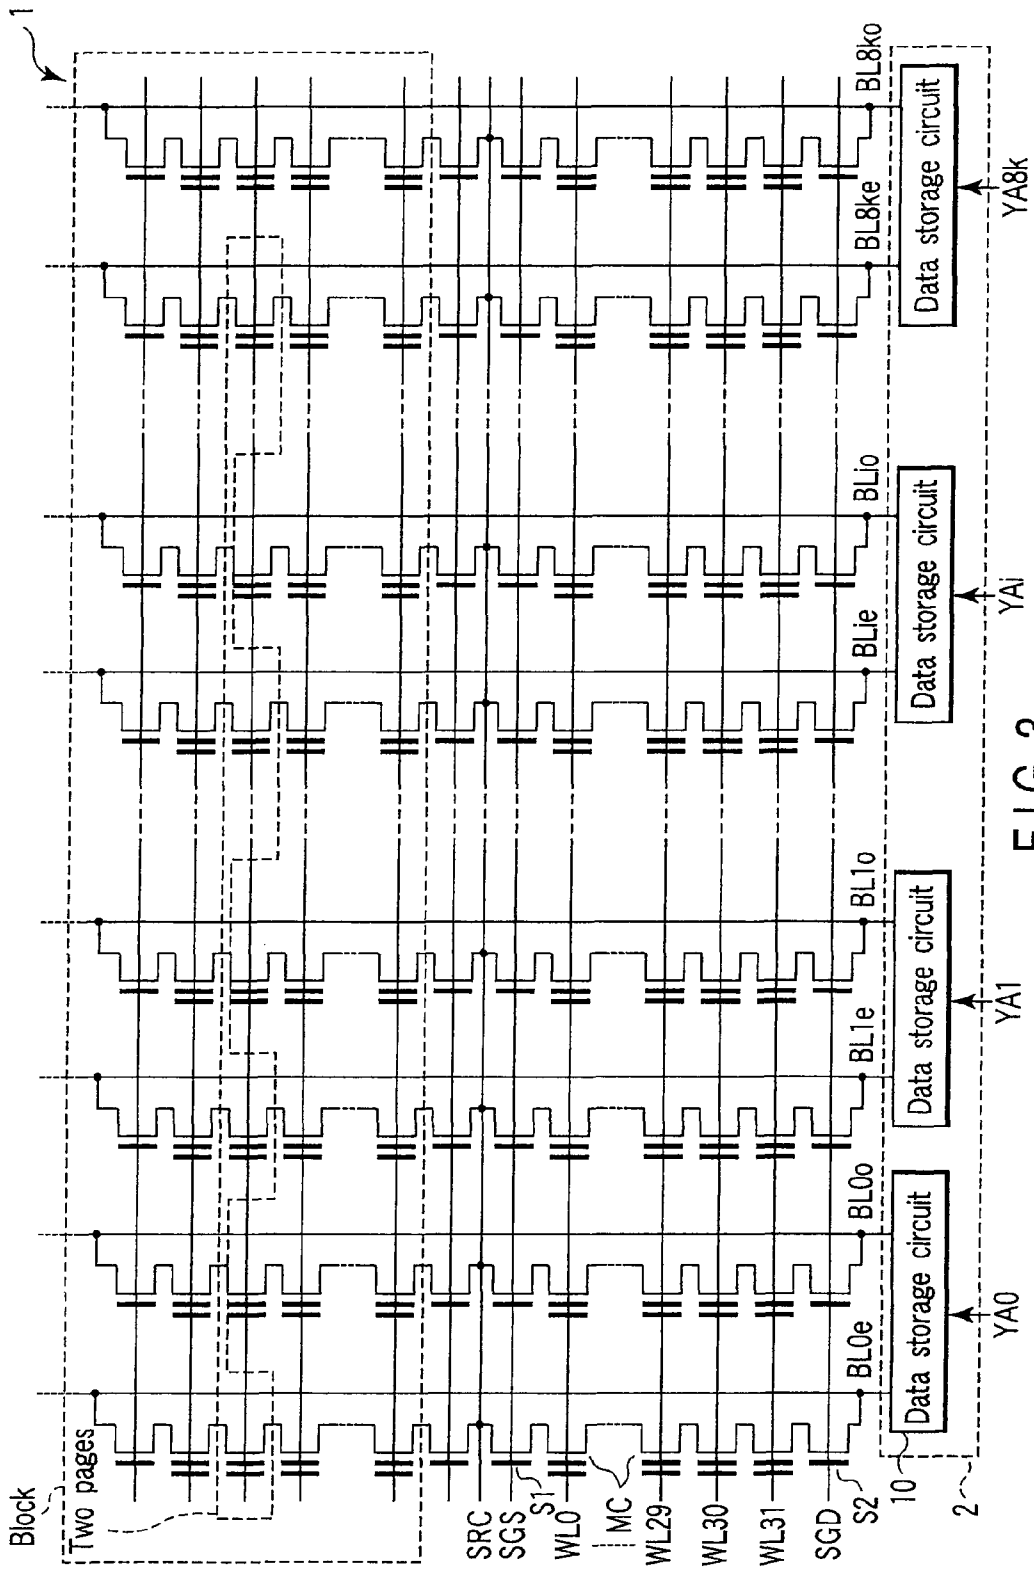 1
Block
Two pages
SRC
SGS
S1
WL0
MC
WL29
WL30
WL31
SGD
S2
BL0e
BL0o
BL1e
BL1o
BLie
BLio
BL8ke
BL8ko
10
Data storage circuit
Data storage circuit
Data storage circuit
Data storage circuit
2
YA0
YA1
YAi
YA8k
FIG.